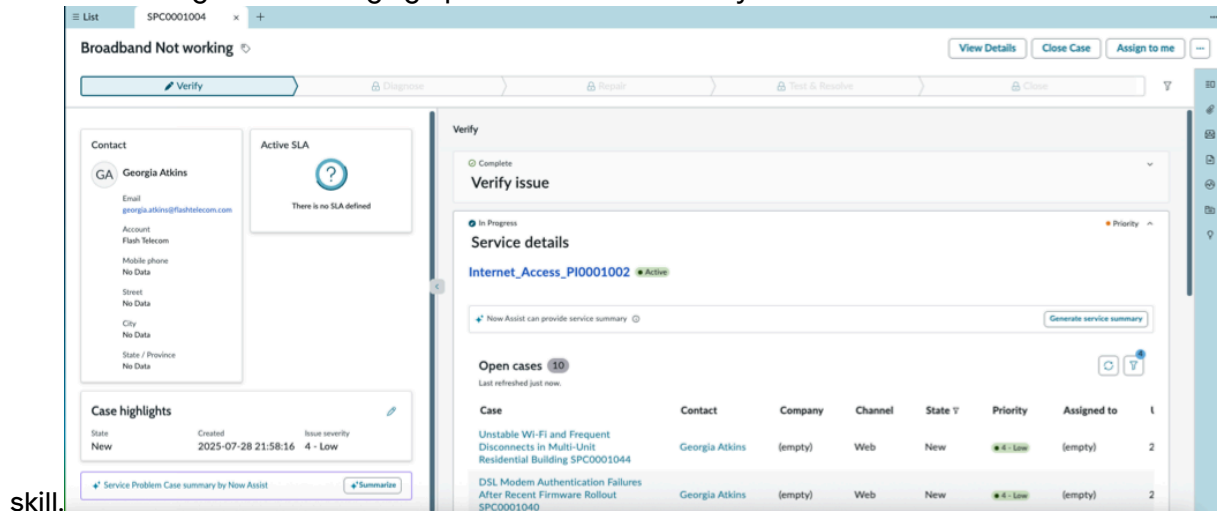 List
SPC0001004
Broadband Not working
View Details
Close Case
Assign to me
Verify
Diagnose
Repair
Test & Resolve
Close
Contact
GA
Georgia Atkins
Email
georgia.atkins@flashtelecom.com
Account
Flash Telecom
Mobile phone
No Data
Street
No Data
City
No Data
State / Province
No Data
Active SLA
There is no SLA defined
Case highlights
State
New
Created
2025-07-28 21:58:16
Issue severity
4 - Low
Service Problem Case summary by Now Assist
Summarize
Verify
Complete
Verify issue
In Progress
Priority
Service details
Internet_Access_PI0001002
Active
Now Assist can provide service summary
Generate service summary
Open cases 10
4
Last refreshed just now.
Case Contact Company Channel State Priority Assigned to
Unstable Wi-Fi and Frequent
Disconnects in Multi-Unit
Residential Building SPC0001044
Georgia Atkins (empty) Web New 4 - Low (empty) 2
DSL Modem Authentication Failures
After Recent Firmware Rollout
SPC0001040
Georgia Atkins (empty) Web New 4 - Low (empty) 2
skill.